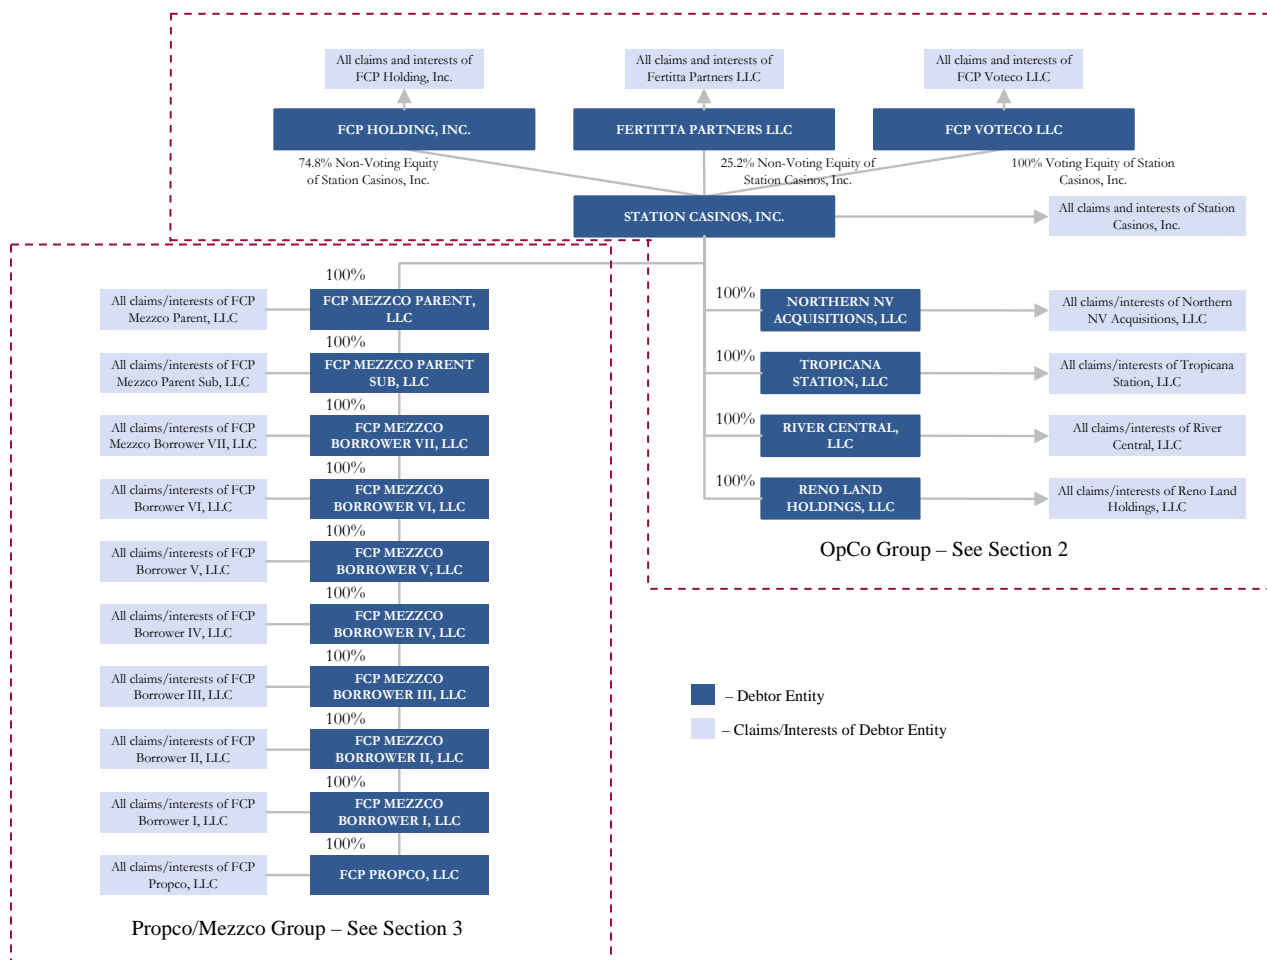 All claims and interests of
FCP Holding, Inc.
All claims and interests of
Fertitta Partners LLC
All claims and interests of
FCP Voteco LLC
FCP HOLDING, INC.
FERTITTA PARTNERS LLC
FCP VOTECO LLC
74.8% Non-Voting Equity
of Station Casinos, Inc.
25.2% Non-Voting Equity of
Station Casinos, Inc.
100% Voting Equity of Station
Casinos, Inc.
STATION CASINOS, INC.
All claims and interests of Station
Casinos, Inc.
100%
All claims/interests of FCP
Mezzco Parent, LLC
FCP MEZZCO PARENT,
LLC
100%
All claims/interests of FCP
Mezzco Parent Sub, LLC
FCP MEZZCO PARENT
SUB, LLC
100%
All claims/interests of FCP
Mezzco Borrower VII, LLC
FCP MEZZCO
BORROWER VII, LLC
100%
All claims/interests of FCP
Borrower VI, LLC
FCP MEZZCO
BORROWER VI, LLC
100%
All claims/interests of FCP
Borrower V, LLC
FCP MEZZCO
BORROWER V, LLC
100%
All claims/interests of FCP
Borrower IV, LLC
FCP MEZZCO
BORROWER IV, LLC
100%
All claims/interests of FCP
Borrower III, LLC
FCP MEZZCO
BORROWER III, LLC
100%
All claims/interests of FCP
Borrower II, LLC
FCP MEZZCO
BORROWER II, LLC
100%
All claims/interests of FCP
Borrower I, LLC
FCP MEZZCO
BORROWER I, LLC
100%
All claims/interests of FCP
Propco, LLC
FCP PROPCO, LLC
Propco/Mezzco Group – See Section 3
100%
NORTHERN NV
ACQUISITIONS, LLC
All claims/interests of Northern
NV Acquisitions, LLC
100%
TROPICANA
STATION, LLC
All claims/interests of Tropicana
Station, LLC
100%
RIVER CENTRAL,
LLC
All claims/interests of River
Central, LLC
100%
RENO LAND
HOLDINGS, LLC
All claims/interests of Reno Land
Holdings, LLC
OpCo Group – See Section 2
– Debtor Entity
– Claims/Interests of Debtor Entity